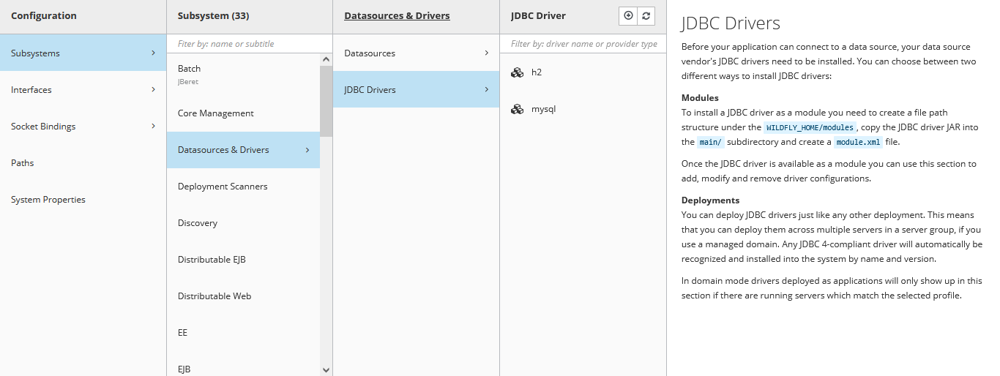 Configuration
Subsystems
Interfaces
Socket Bindings
Paths
System Properties
Subsystem (33)
Fiter by: name or subtitle
Batch
JBeret
Core Management
Datasources & Drivers
Deployment Scanners
Discovery
Distributable EJB
Distributable Web
EE
EJB
Datasources & Drivers
Datasources
JDBC Drivers
JDBC Driver
Filter by: driver name or provider type
h2
mysql
JDBC Drivers
Before your application can connect to a data source, your data source
vendor's JDBC drivers need to be installed. You can choose between two
different ways to install JDBC drivers:
Modules
To install a JDBC driver as a module you need to create a file path
structure under the WILDFLY_HOME/modules, copy the JDBC driver JAR into
the main/ subdirectory and create a module.xml file.
Once the JDBC driver is available as a module you can use this section to
add, modify and remove driver configurations.
Deployments
You can deploy JDBC drivers just like any other deployment. This means
that you can deploy them across multiple servers in a server group, if you
use a managed domain. Any JDBC 4-compliant driver will automatically be
recognized and installed into the system by name and version.
In domain mode drivers deployed as applications will only show up in this
section if there are running servers which match the selected profile.